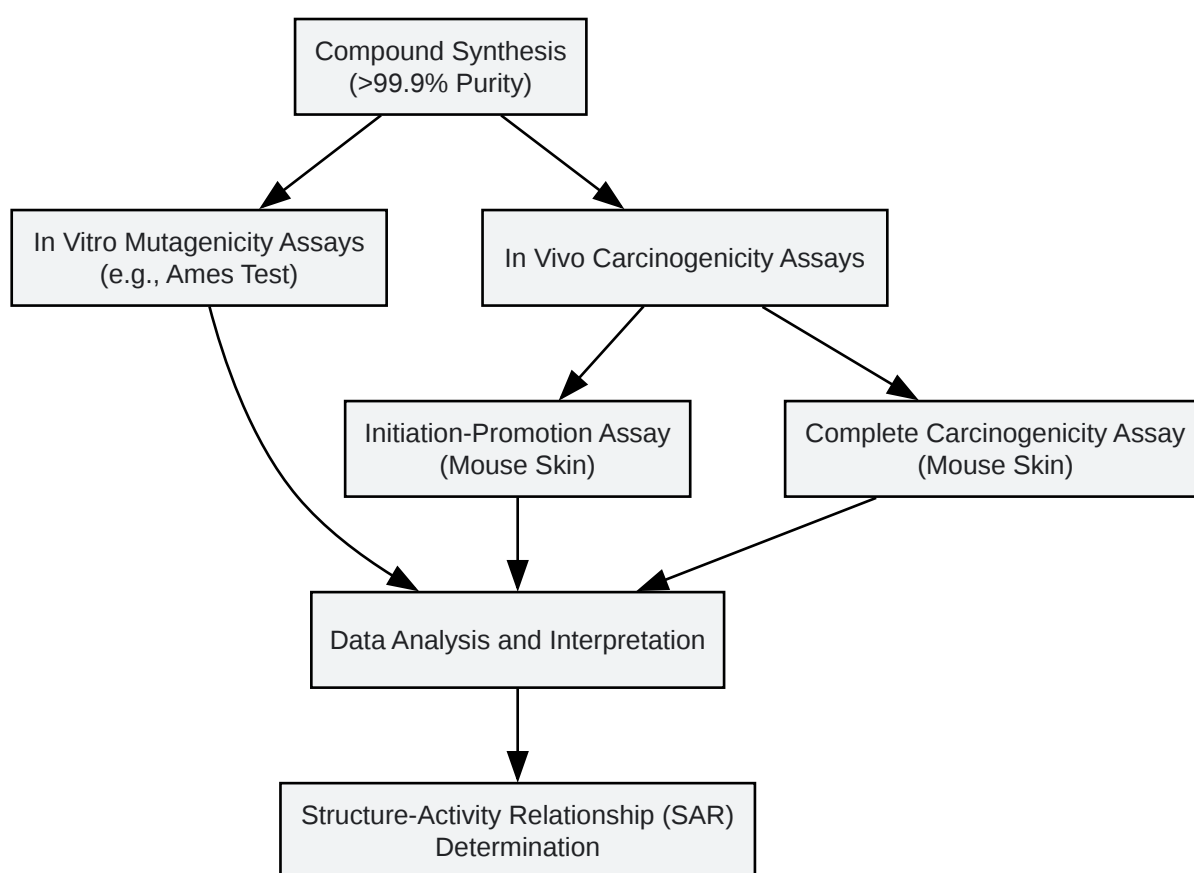 Compound Synthesis
(>99.9% Purity)
In Vitro Mutagenicity Assays
(e.g., Ames Test)
In Vivo Carcinogenicity Assays
Initiation-Promotion Assay
(Mouse Skin)
Complete Carcinogenicity Assay
(Mouse Skin)
Data Analysis and Interpretation
Structure-Activity Relationship (SAR)
Determination